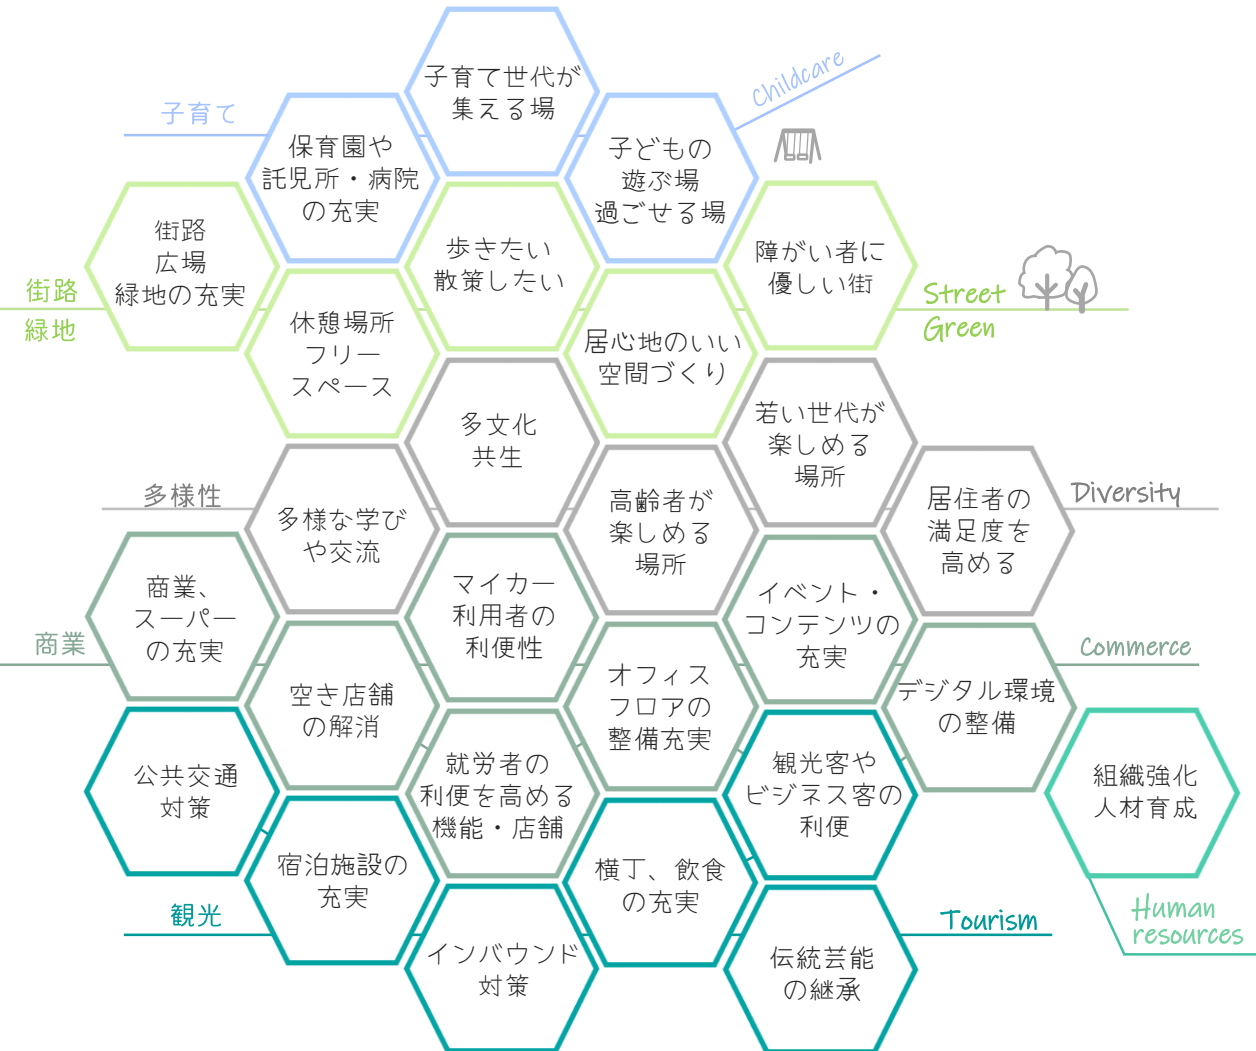 子育て
子育て世代が
集える場
Childcare
保育園や
託児所・病院
の充実
子どもの
遊ぶ場
過ごせる場
街路
緑地
街路
広場
緑地の充実
歩きたい
散策したい
障がい者に
優しい街
Street
Green
休憩場所
フリー
スペース
居心地のいい
空間づくり
多様性
多文化
共生
若い世代が
楽しめる
場所
多様な学び
や交流
高齢者が
楽しめる
場所
居住者の
満足度を
高める
Diversity
商業
商業、
スーパー
の充実
マイカー
利用者の
利便性
イベント・
コンテンツの
充実
Commerce
空き店舗
の解消
オフィス
フロアの
整備充実
デジタル環境
の整備
公共交通
対策
就労者の
利便を高める
機能・店舗
観光客や
ビジネス客の
利便
組織強化
人材育成
Human
resources
観光
宿泊施設の
充実
横丁、飲食
の充実
Tourism
インバウンド
対策
伝統芸能
の継承